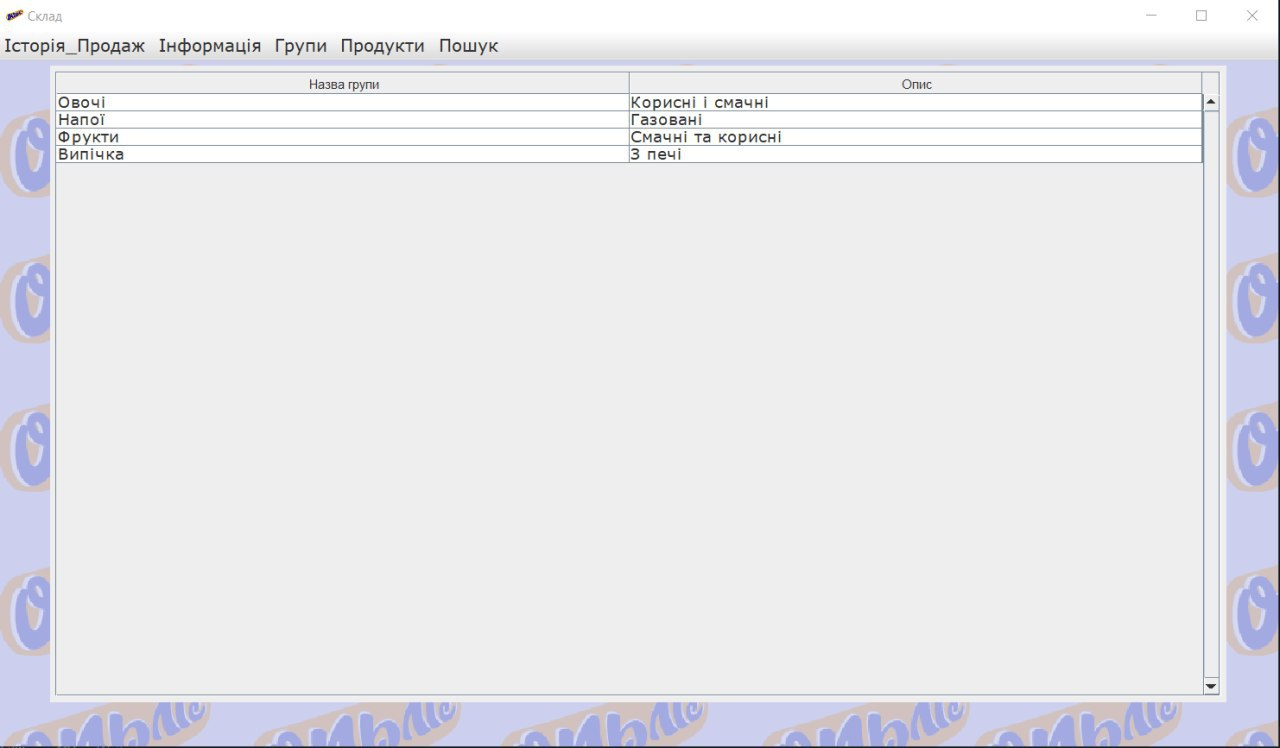 Склад
Історія_Продаж Інформація Групи Продукти Пошук
Назва групи Опис
Овочі Корисні і смачні
Напої Газовані
Фрукти Смачні та корисні
Випічка З печі